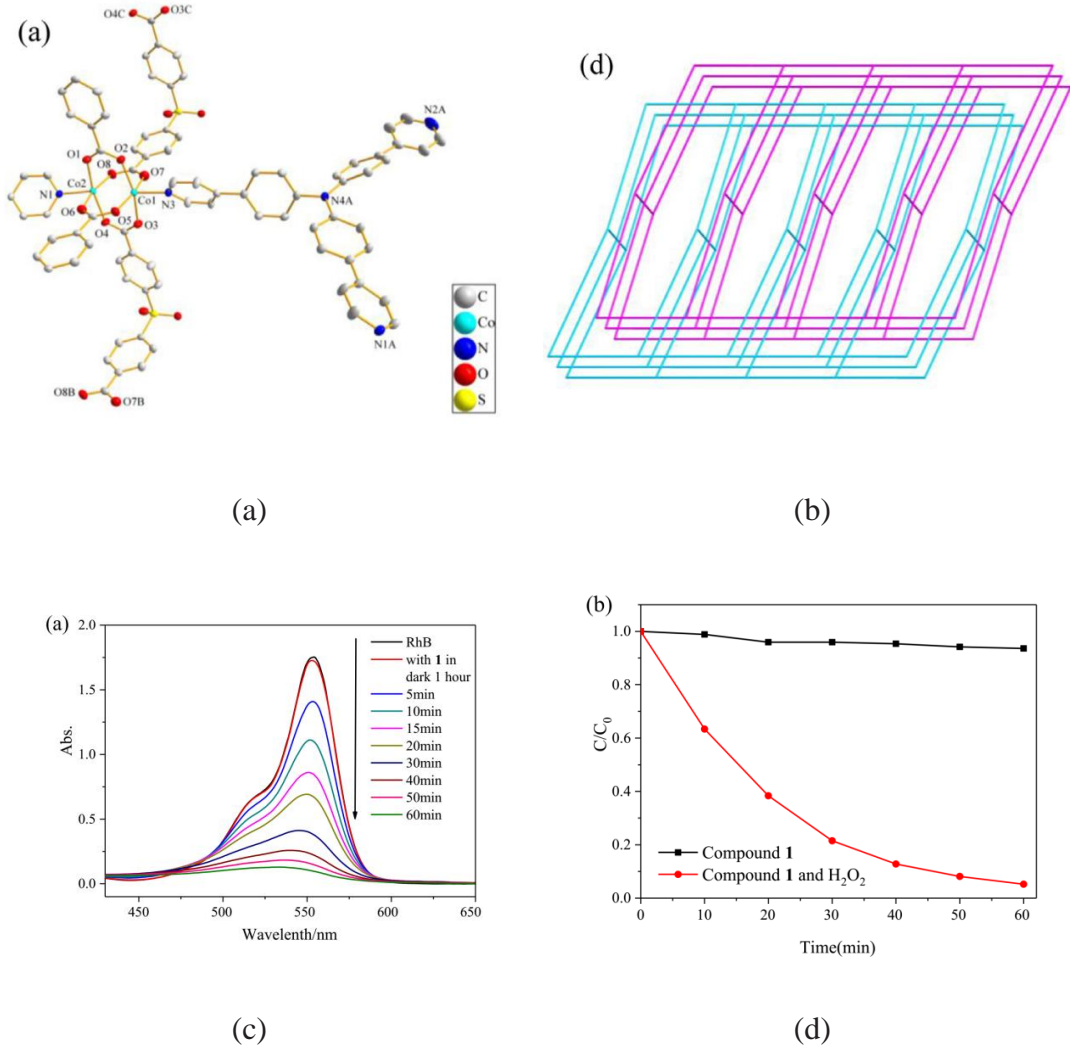 (a)
O4C
O3C
N2A
O1
O2
O8
O7
N1
Co2
Co1
N3
N4A
O6
O5
O4
O3
N1A
O8B
O7B
C
Co
N
O
S
(d)
(a)
(b)
(a)
2.0
1.5
1.0
0.5
0.0
Abs.
450
500
550
600
650
Wavelenth/nm
RhB
with 1 in
dark 1 hour
5min
10min
15min
20min
30min
40min
50min
60min
(b)
1.0
0.8
0.6
0.4
0.2
0.0
C/C₀
0
10
20
30
40
50
60
Time(min)
Compound 1
Compound 1 and H₂O₂
(c)
(d)